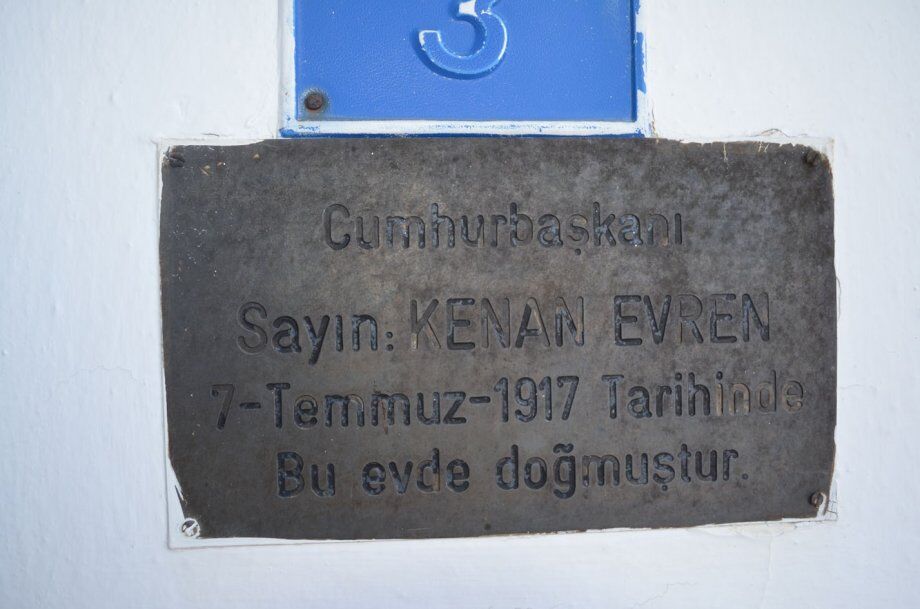 3
Cumhurbaşkanı
Sayın: KENAN EVREN
7-Temmuz-1917 Tarihinde
Bu evde doğmuştur.